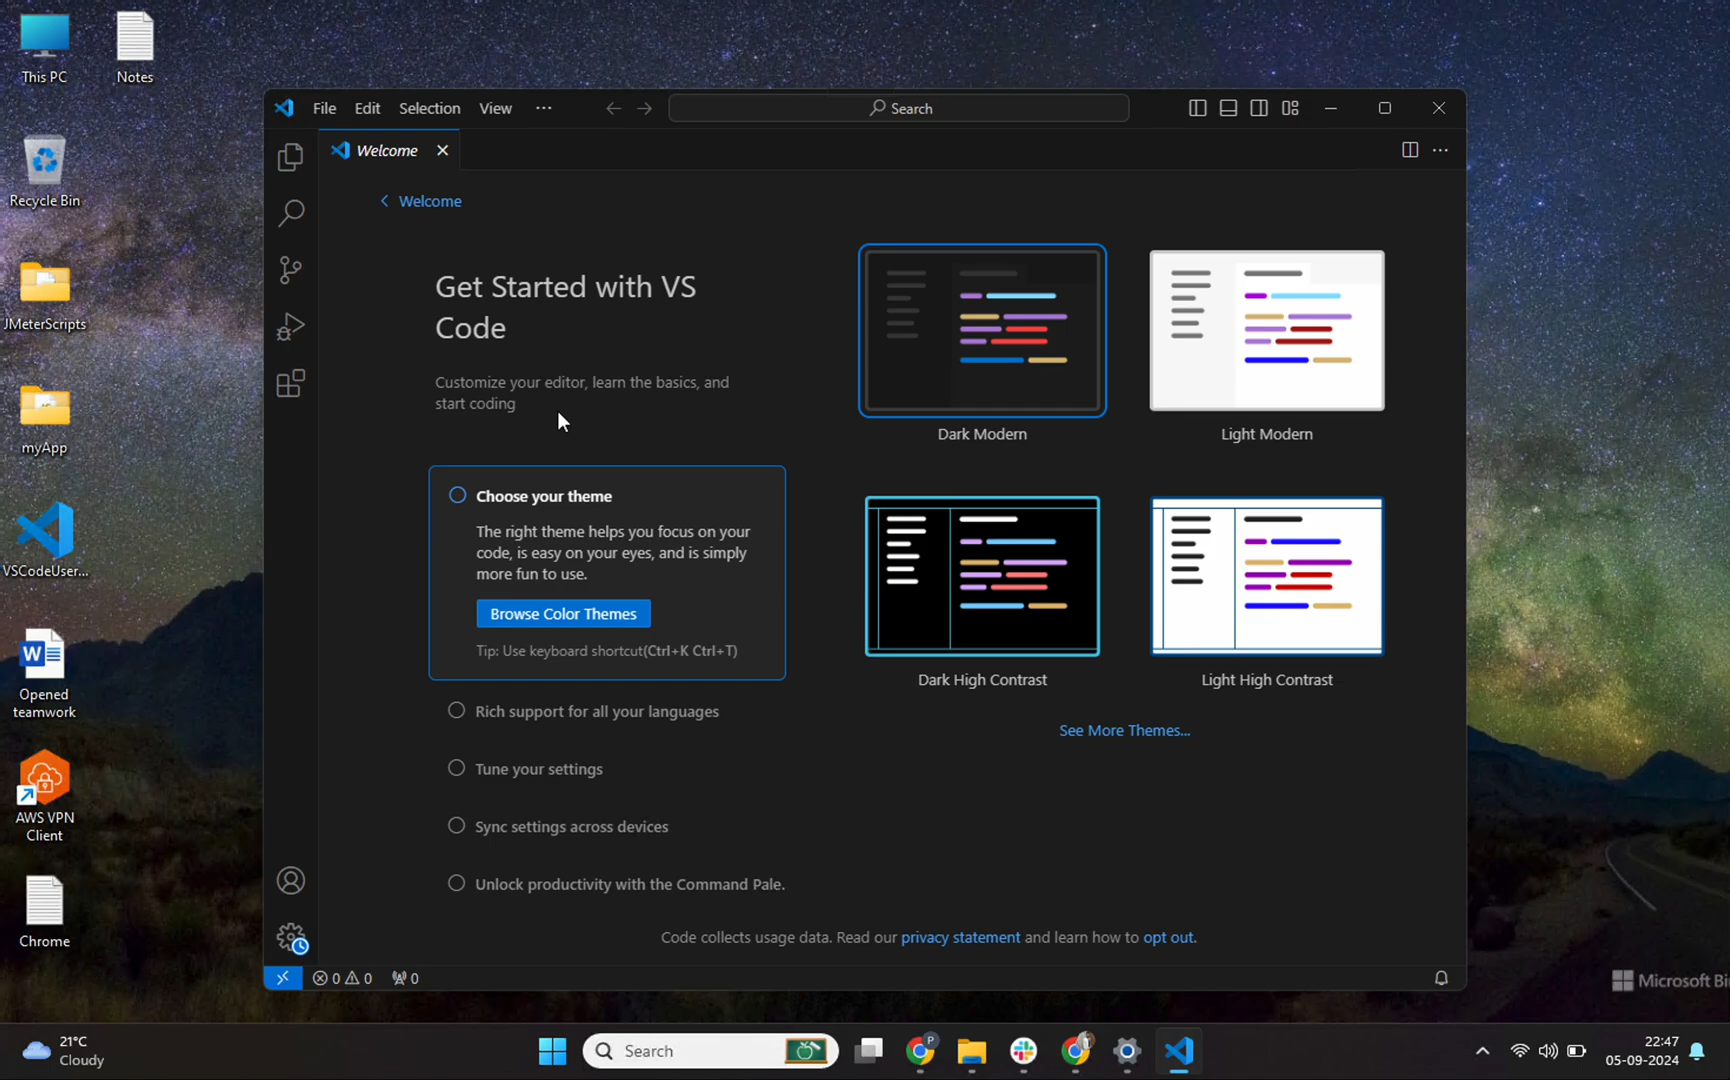 This PC
Notes
Recycle Bin
JMeterScripts
myApp
VSCodeUser...
Opened
teamwork
AWS VPN
Client
Chrome
File Edit Selection View ...
Search
Welcome
Welcome
Get Started with VS
Code
Customize your editor, learn the basics, and
start coding
Choose your theme
The right theme helps you focus on your
code, is easy on your eyes, and is simply
more fun to use.
Browse Color Themes
Tip: Use keyboard shortcut(Ctrl+K Ctrl+T)
Rich support for all your languages
Tune your settings
Sync settings across devices
Unlock productivity with the Command Pale.
Dark Modern
Light Modern
Dark High Contrast
Light High Contrast
See More Themes...
Code collects usage data. Read our privacy statement and learn how to opt out.
0 0 0
Microsoft Bin
21°C
Cloudy
Search
P
22:47
05-09-2024